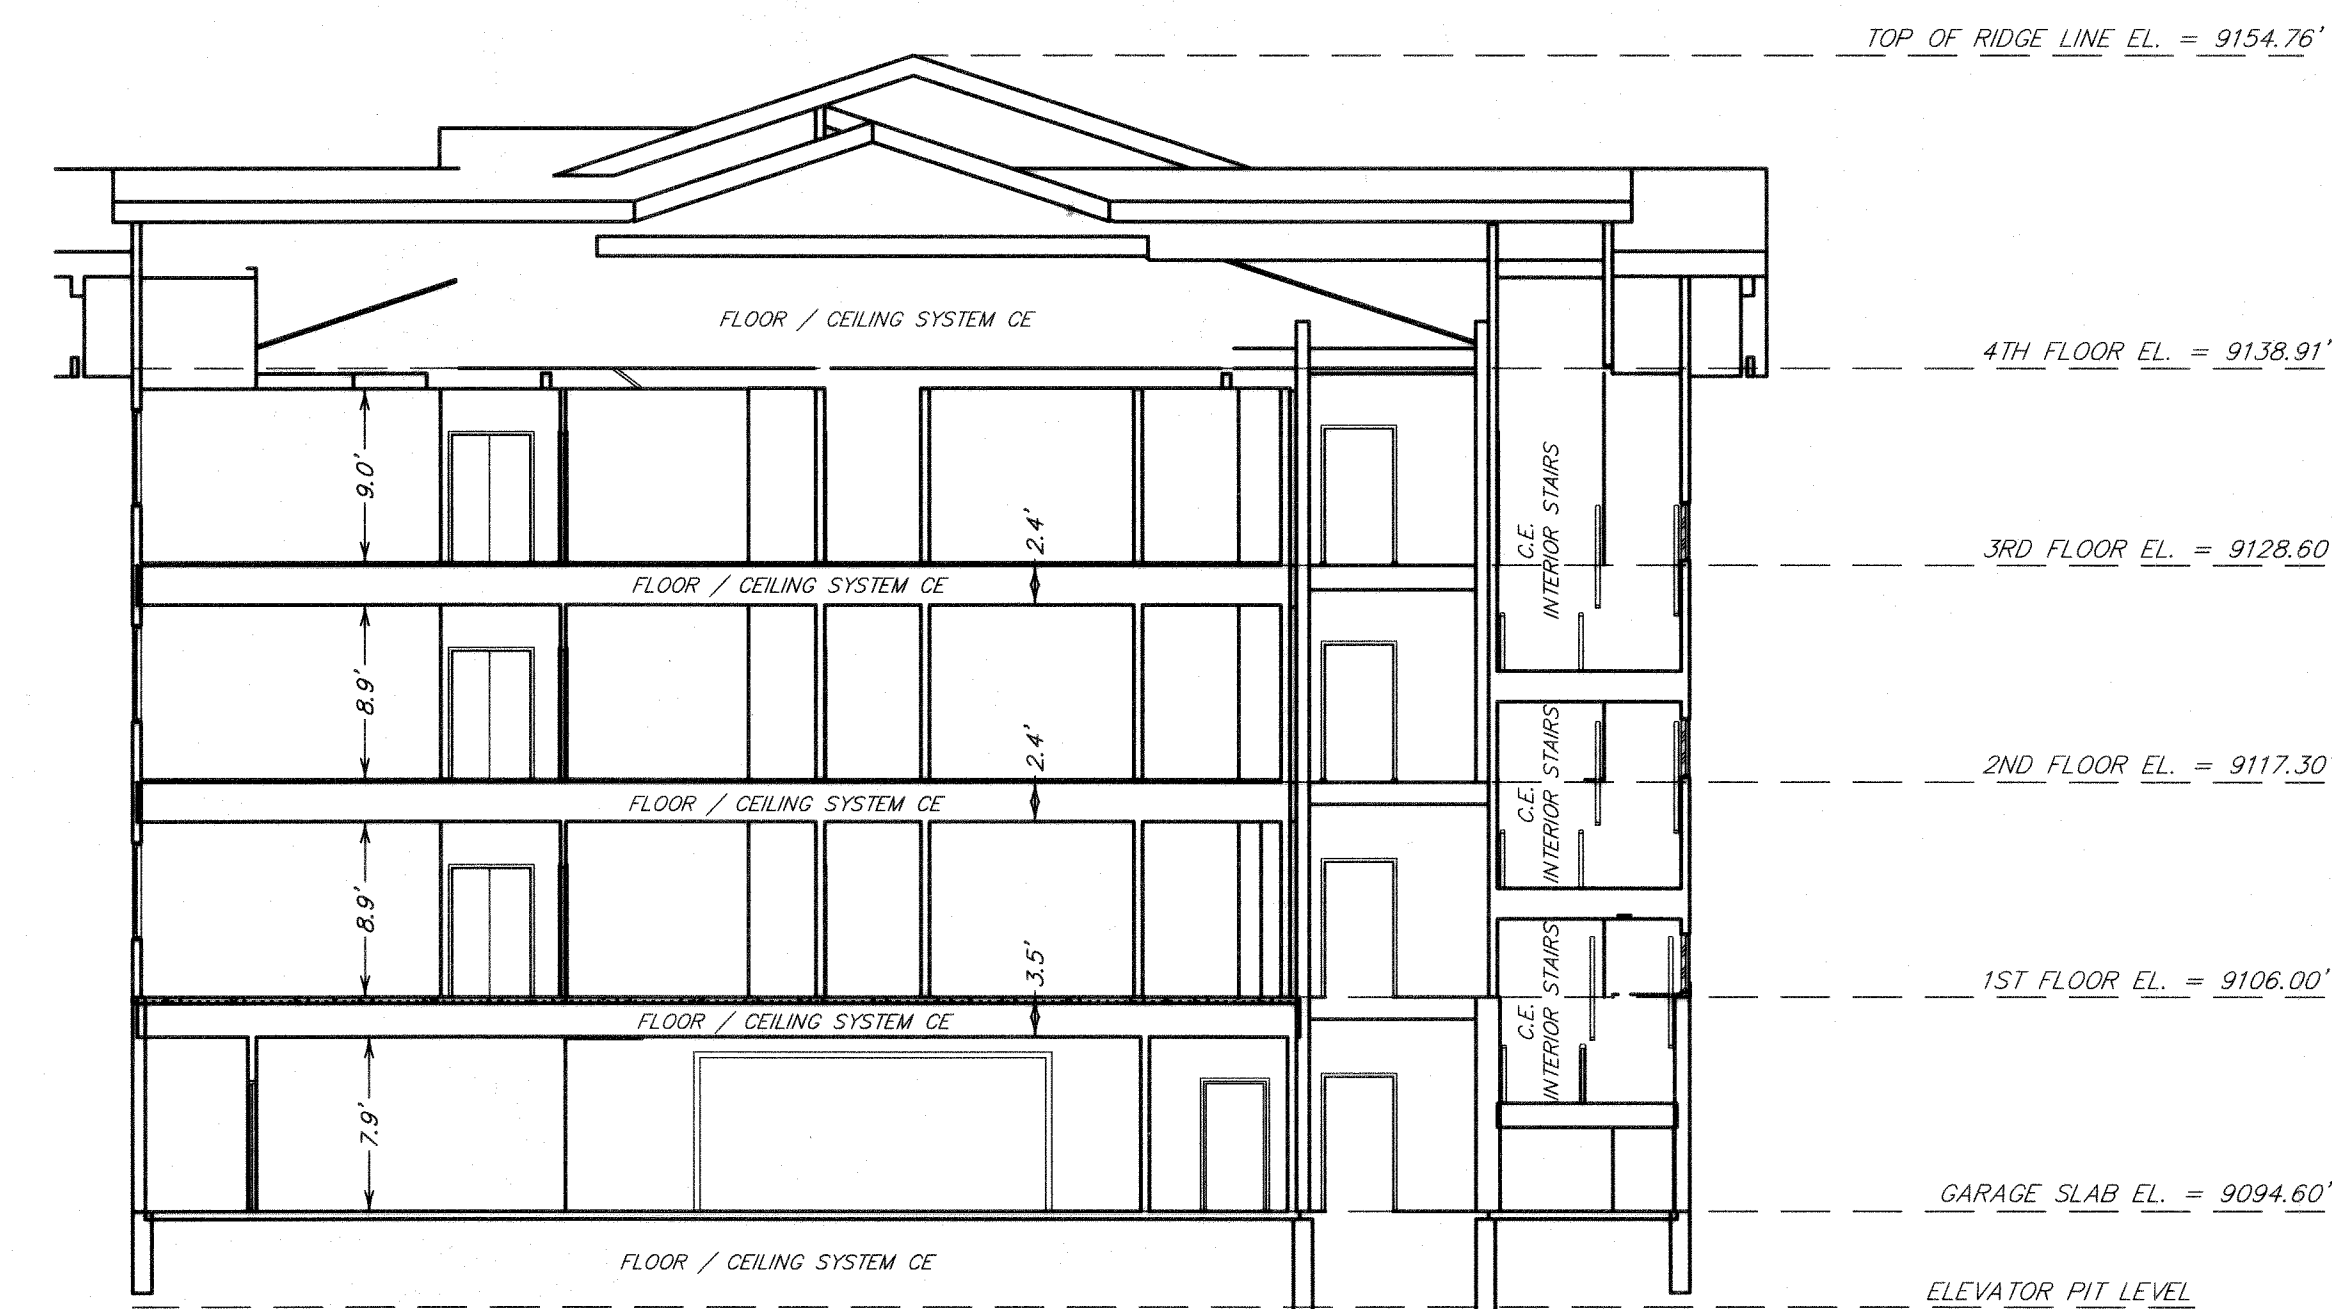 TOP OF RIDGE LINE EL. = 9154.76'
FLOOR / CEILING SYSTEM CE
4TH FLOOR EL. = 9138.91'
9.0'
2.4'
C.E.
INTERIOR STAIRS
3RD FLOOR EL. = 9128.60
FLOOR / CEILING SYSTEM CE
8.9'
2.4'
C.E.
INTERIOR STAIRS
2ND FLOOR EL. = 9117.30'
FLOOR / CEILING SYSTEM CE
8.9'
3.5'
C.E.
INTERIOR STAIRS
1ST FLOOR EL. = 9106.00'
FLOOR / CEILING SYSTEM CE
7.9'
GARAGE SLAB EL. = 9094.60'
FLOOR / CEILING SYSTEM CE
ELEVATOR PIT LEVEL